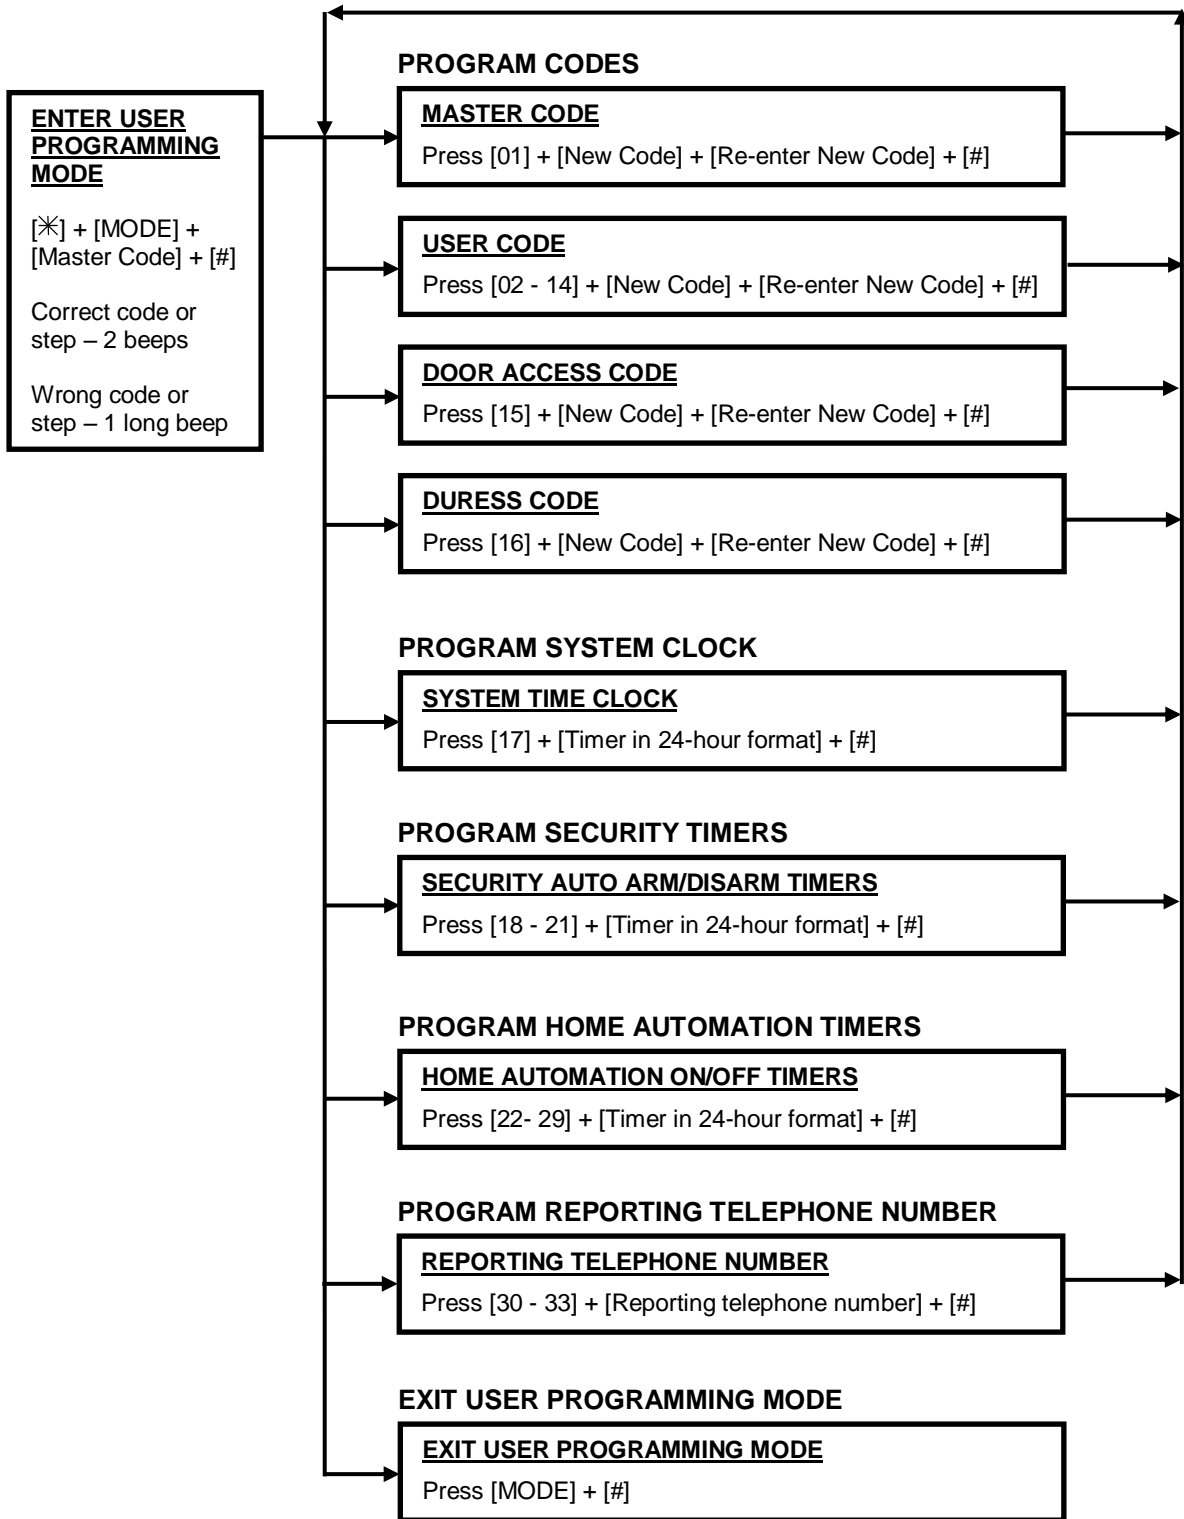 PROGRAM CODES
ENTER USER
PROGRAMMING
MODE
[✳] + [MODE] +
[Master Code] + [#]
Correct code or
step – 2 beeps
Wrong code or
step – 1 long beep
MASTER CODE
Press [01] + [New Code] + [Re-enter New Code] + [#]
USER CODE
Press [02 - 14] + [New Code] + [Re-enter New Code] + [#]
DOOR ACCESS CODE
Press [15] + [New Code] + [Re-enter New Code] + [#]
DURESS CODE
Press [16] + [New Code] + [Re-enter New Code] + [#]
PROGRAM SYSTEM CLOCK
SYSTEM TIME CLOCK
Press [17] + [Timer in 24-hour format] + [#]
PROGRAM SECURITY TIMERS
SECURITY AUTO ARM/DISARM TIMERS
Press [18 - 21] + [Timer in 24-hour format] + [#]
PROGRAM HOME AUTOMATION TIMERS
HOME AUTOMATION ON/OFF TIMERS
Press [22- 29] + [Timer in 24-hour format] + [#]
PROGRAM REPORTING TELEPHONE NUMBER
REPORTING TELEPHONE NUMBER
Press [30 - 33] + [Reporting telephone number] + [#]
EXIT USER PROGRAMMING MODE
EXIT USER PROGRAMMING MODE
Press [MODE] + [#]